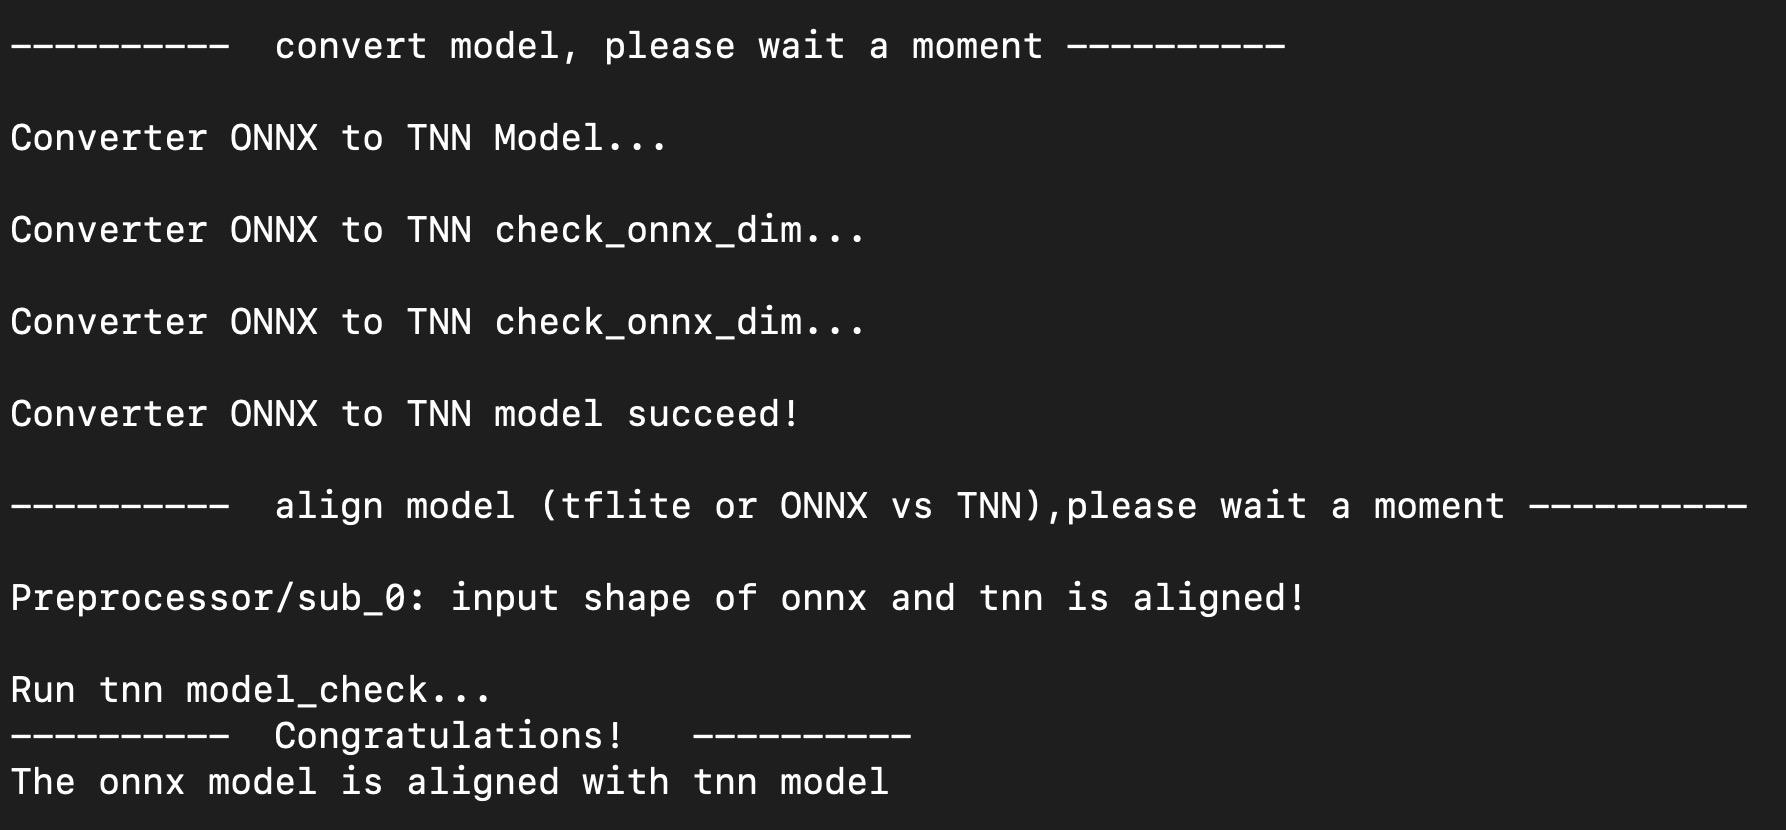 ----------  convert model, please wait a moment ----------
Converter ONNX to TNN Model...
Converter ONNX to TNN check_onnx_dim...
Converter ONNX to TNN check_onnx_dim...
Converter ONNX to TNN model succeed!
----------  align model (tflite or ONNX vs TNN),please wait a moment ----------
Preprocessor/sub_0: input shape of onnx and tnn is aligned!
Run tnn model_check...
----------  Congratulations!   ----------
The onnx model is aligned with tnn model